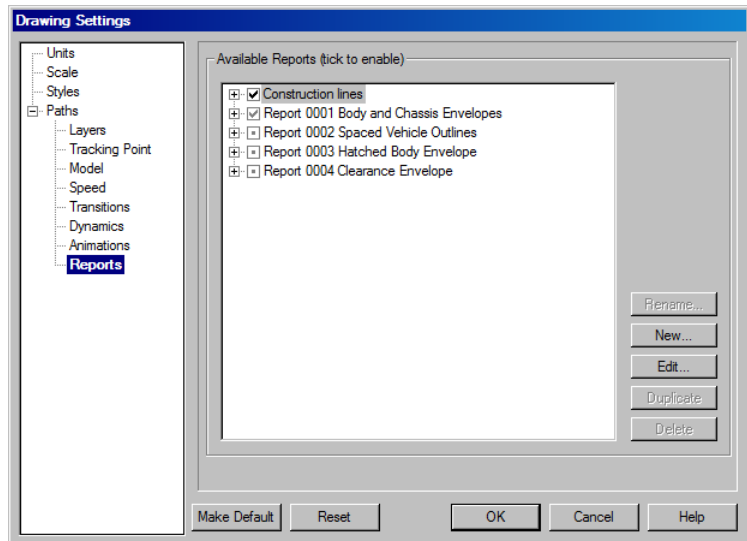 Drawing Settings
Units
Scale
Styles
Paths
Layers
Tracking Point
Model
Speed
Transitions
Dynamics
Animations
Reports
Available Reports (tick to enable)
Construction lines
Report 0001 Body and Chassis Envelopes
Report 0002 Spaced Vehicle Outlines
Report 0003 Hatched Body Envelope
Report 0004 Clearance Envelope
Rename...
New...
Edit...
Duplicate
Delete
Make Default
Reset
OK
Cancel
Help